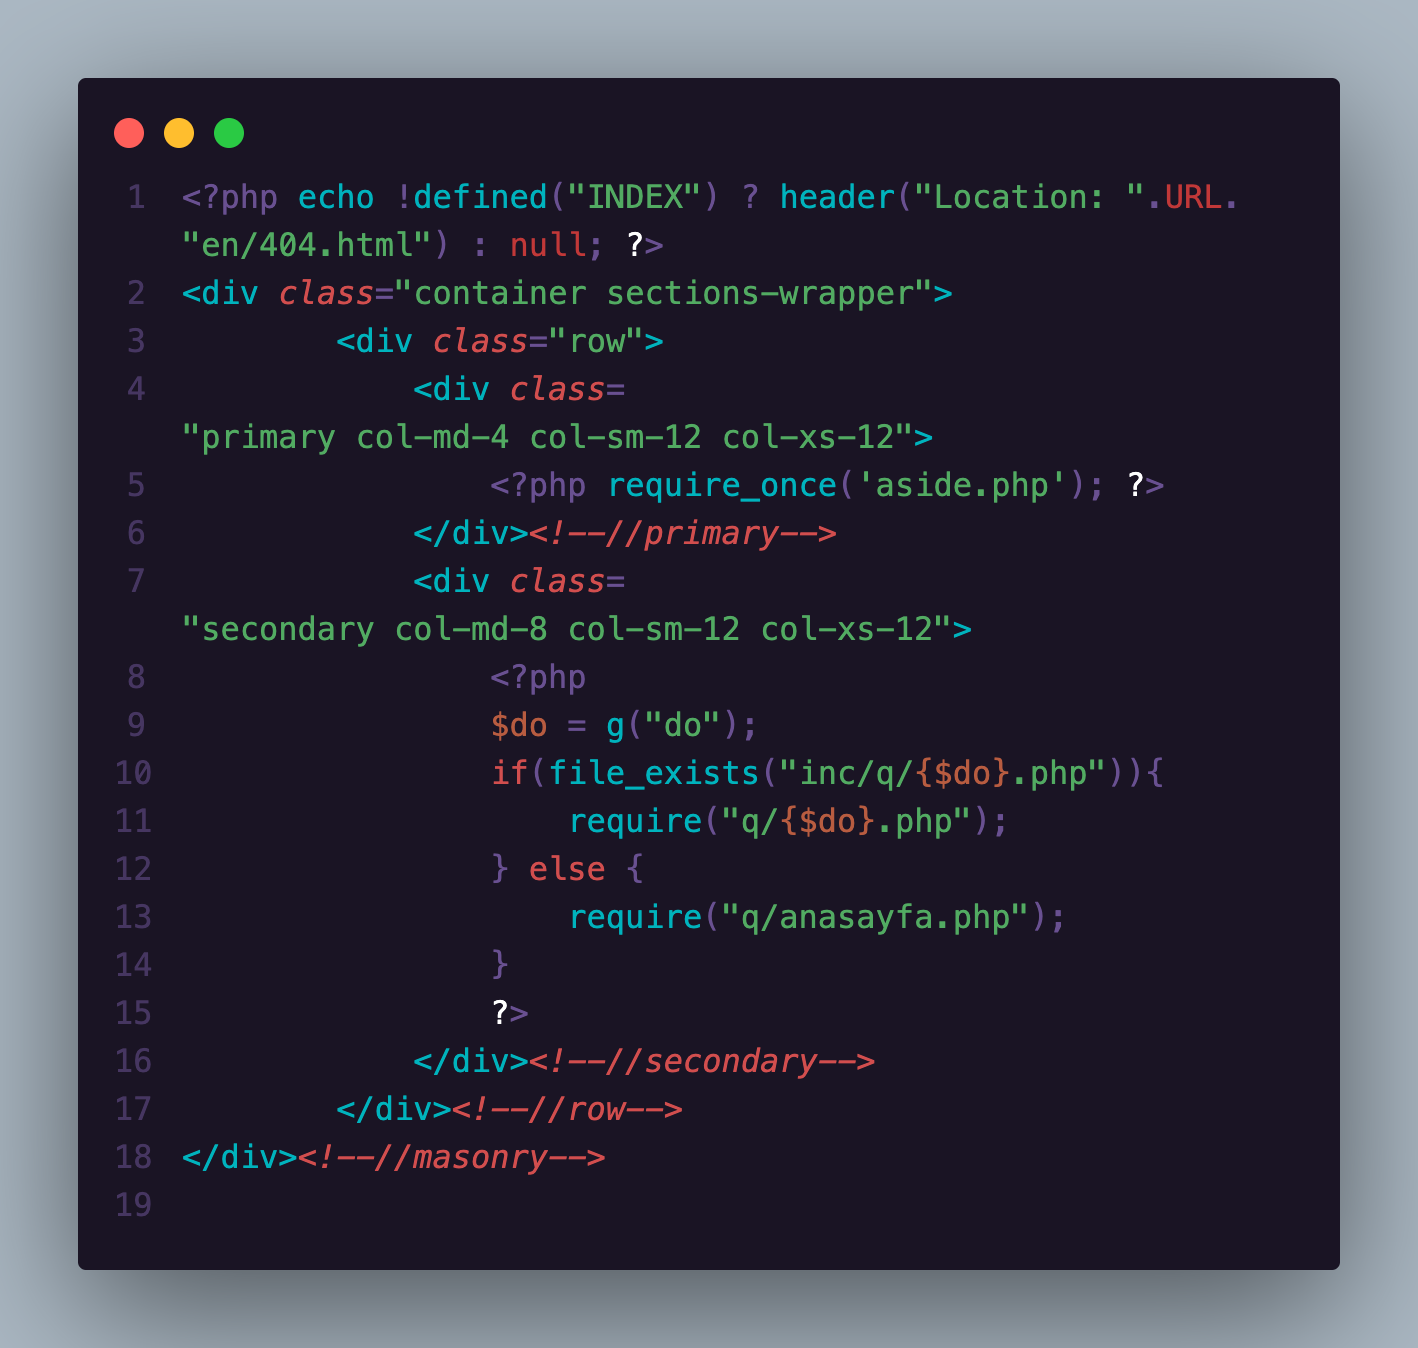 1 <?php echo !defined("INDEX") ? header("Location: ".URL.
"en/404.html") : null; ?>
2 <div class="container sections-wrapper">
3         <div class="row">
4             <div class=
"primary col-md-4 col-sm-12 col-xs-12">
5                 <?php require_once('aside.php'); ?>
6             </div><!--//primary-->
7             <div class=
"secondary col-md-8 col-sm-12 col-xs-12">
8                 <?php
9                 $do = g("do");
10                 if(file_exists("inc/q/{$do}.php")){
11                     require("q/{$do}.php");
12                 } else {
13                     require("q/anasayfa.php");
14                 }
15                 ?>
16             </div><!--//secondary-->
17         </div><!--//row-->
18 </div><!--//masonry-->
19